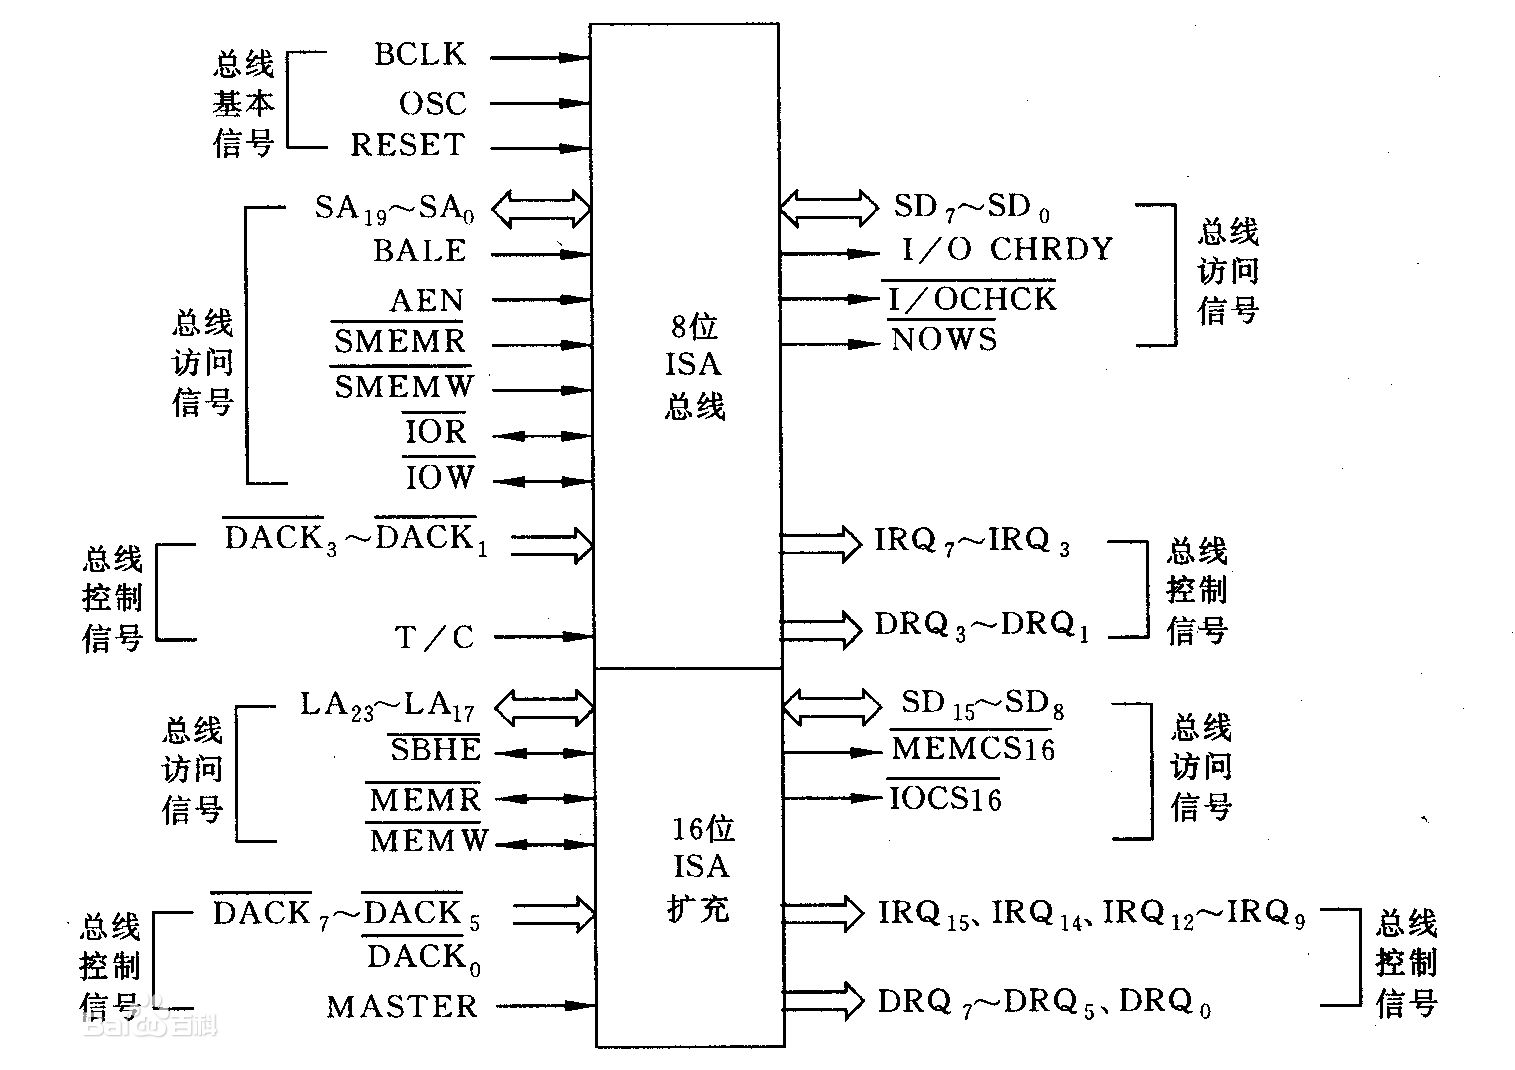 总线
基本
信号
BCLK
OSC
RESET
总线
访问
信号
SA₁₉~SA₀
BALE
AEN
SMEMR
SMEMW
IOR
IOW
SD₇~SD₀
I/O CHRDY
I/OCHCK
NOWS
总线
访问
信号
8位
ISA
总线
总线
控制
信号
DACK₃~DACK₁
T/C
IRQ₇~IRQ₃
DRQ₃~DRQ₁
总线
控制
信号
总线
访问
信号
LA₂₃~LA₁₇
SBHE
MEMR
MEMW
SD₁₅~SD₈
MEMCS16
IOCS16
总线
访问
信号
16位
ISA
扩充
总线
控制
信号
DACK₇~DACK₅
DACK₀
MASTER
IRQ₁₅、IRQ₁₄、IRQ₁₂~IRQ₉
DRQ₇~DRQ₅、DRQ₀
总线
控制
信号
Bai百科